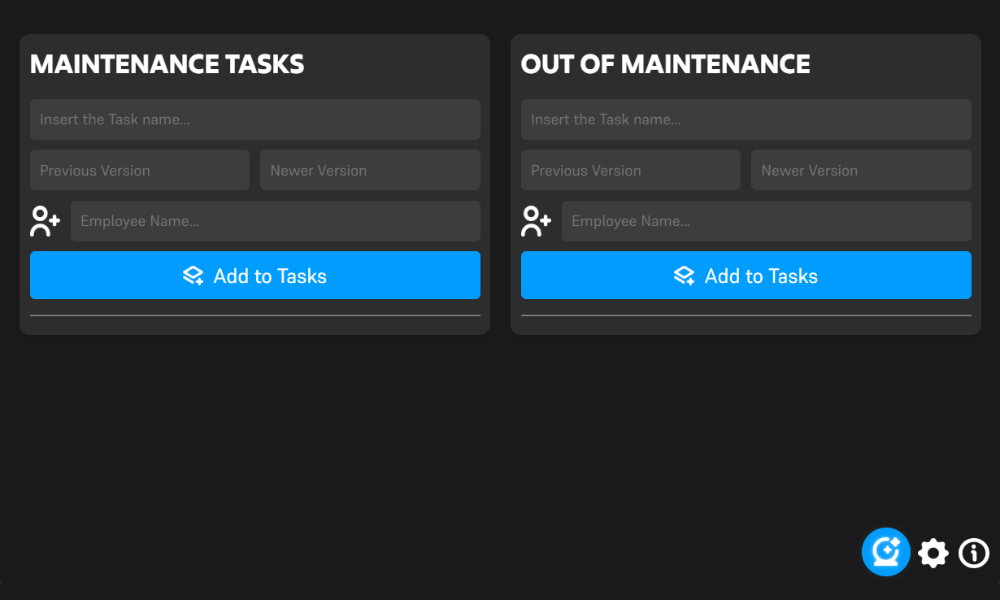 MAINTENANCE TASKS
Insert the Task name...
Previous Version
Newer Version
Employee Name...
Add to Tasks
OUT OF MAINTENANCE
Insert the Task name...
Previous Version
Newer Version
Employee Name...
Add to Tasks